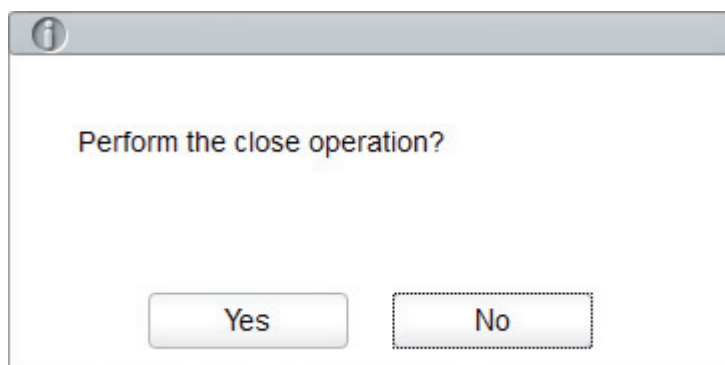 Perform the close operation?
Yes No